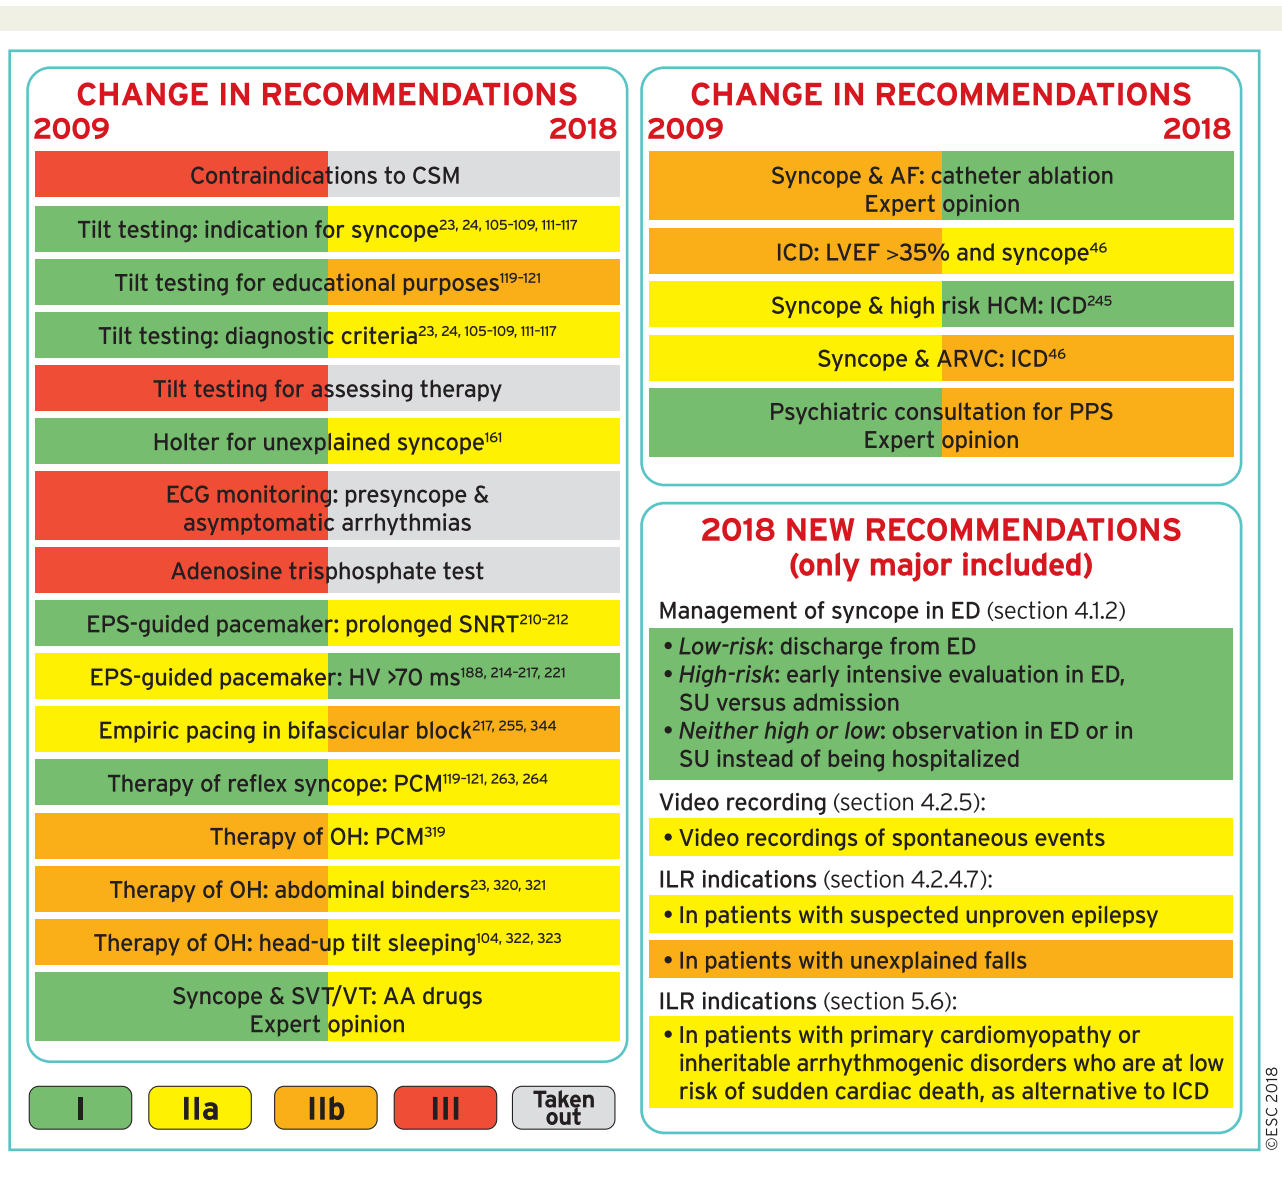 CHANGE IN RECOMMENDATIONS
2009 2018
Contraindications to CSM
Tilt testing: indication for syncope23, 24, 105–109, 111–117
Tilt testing for educational purposes119–121
Tilt testing: diagnostic criteria23, 24, 105–109, 111–117
Tilt testing for assessing therapy
Holter for unexplained syncope161
ECG monitoring: presyncope &
asymptomatic arrhythmias
Adenosine trisphosphate test
EPS-guided pacemaker: prolonged SNRT210–212
EPS-guided pacemaker: HV >70 ms188, 214–217, 221
Empiric pacing in bifascicular block217, 255, 344
Therapy of reflex syncope: PCM119–121, 263, 264
Therapy of OH: PCM319
Therapy of OH: abdominal binders23, 320, 321
Therapy of OH: head-up tilt sleeping104, 322, 323
Syncope & SVT/VT: AA drugs
Expert opinion
I IIa IIb III Taken
out
CHANGE IN RECOMMENDATIONS
2009 2018
Syncope & AF: catheter ablation
Expert opinion
ICD: LVEF >35% and syncope46
Syncope & high risk HCM: ICD245
Syncope & ARVC: ICD46
Psychiatric consultation for PPS
Expert opinion
2018 NEW RECOMMENDATIONS
(only major included)
Management of syncope in ED (section 4.1.2)
• Low-risk: discharge from ED
• High-risk: early intensive evaluation in ED,
SU versus admission
• Neither high or low: observation in ED or in
SU instead of being hospitalized
Video recording (section 4.2.5):
• Video recordings of spontaneous events
ILR indications (section 4.2.4.7):
• In patients with suspected unproven epilepsy
• In patients with unexplained falls
ILR indications (section 5.6):
• In patients with primary cardiomyopathy or
inheritable arrhythmogenic disorders who are at low
risk of sudden cardiac death, as alternative to ICD
©ESC 2018